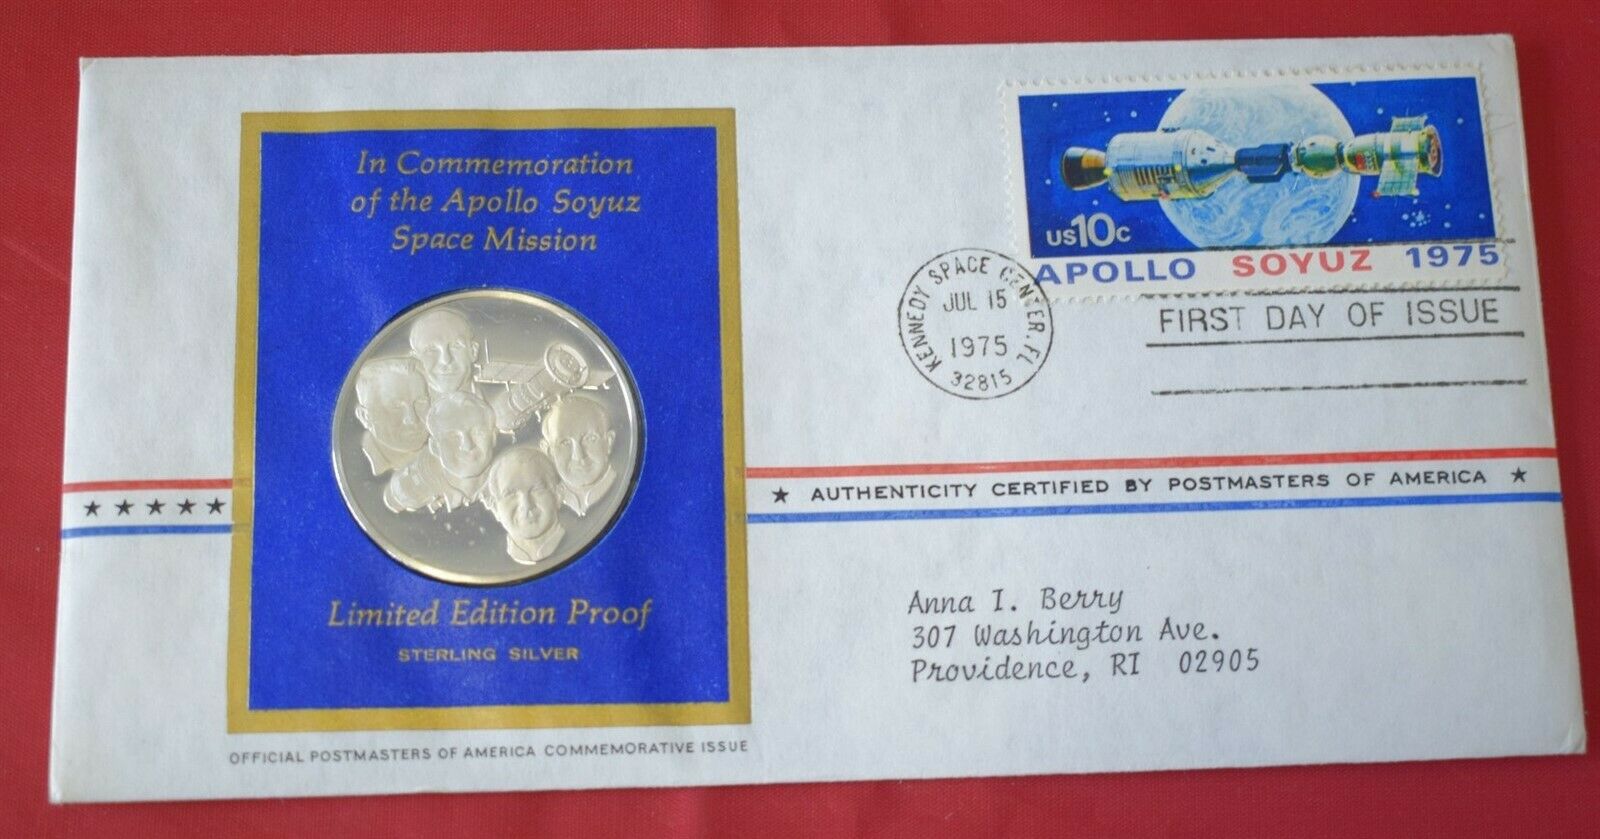 In Commemoration
of the Apollo Soyuz
Space Mission
Limited Edition Proof
STERLING SILVER
OFFICIAL POSTMASTERS OF AMERICA COMMEMORATIVE ISSUE
US10c
APOLLO SOYUZ 1975
KENNEDY SPACE CENTER, FL
JUL 15
1975
32815
FIRST DAY OF ISSUE
★★★★★
★ AUTHENTICITY CERTIFIED BY POSTMASTERS OF AMERICA ★
Anna I. Berry
307 Washington Ave.
Providence, RI 02905